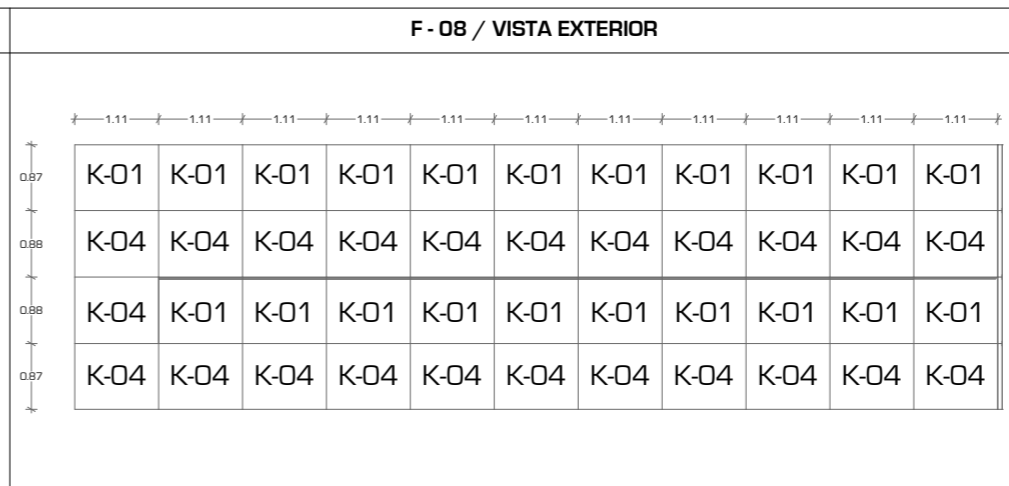 F - 08 / VISTA EXTERIOR
1.11 1.11 1.11 1.11 1.11 1.11 1.11 1.11 1.11 1.11 1.11
0.87 K-01 K-01 K-01 K-01 K-01 K-01 K-01 K-01 K-01 K-01 K-01
0.88 K-04 K-04 K-04 K-04 K-04 K-04 K-04 K-04 K-04 K-04 K-04
0.88 K-04 K-01 K-01 K-01 K-01 K-01 K-01 K-01 K-01 K-01 K-01
0.87 K-04 K-04 K-04 K-04 K-04 K-04 K-04 K-04 K-04 K-04 K-04